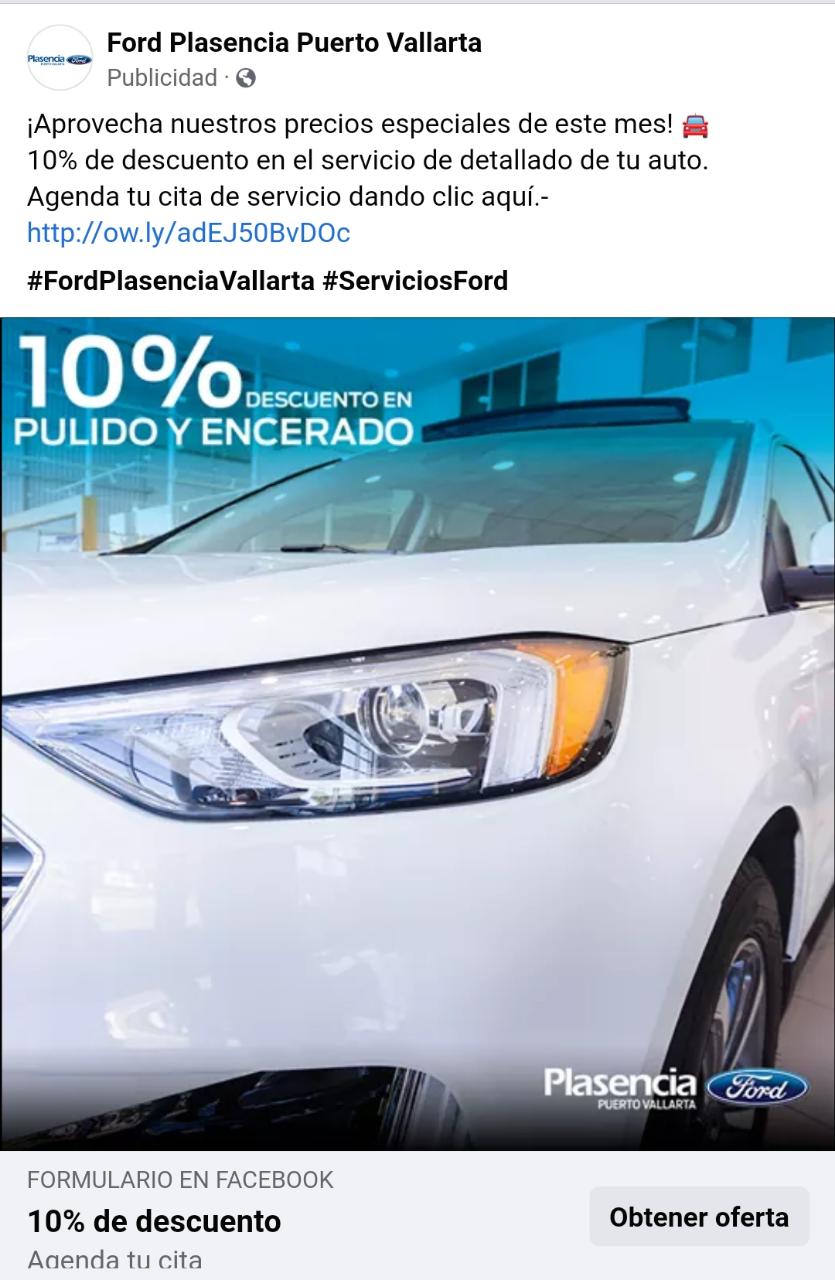 Plasencia Ford
Ford Plasencia Puerto Vallarta
Publicidad ·
¡Aprovecha nuestros precios especiales de este mes! 🚘
10% de descuento en el servicio de detallado de tu auto.
Agenda tu cita de servicio dando clic aquí.-
http://ow.ly/adEJ50BvDOc
#FordPlasenciaVallarta #ServiciosFord
10% DESCUENTO EN
PULIDO Y ENCERADO
Plasencia Ford
PUERTO VALLARTA
FORMULARIO EN FACEBOOK
10% de descuento
Obtener oferta
Agenda tu cita